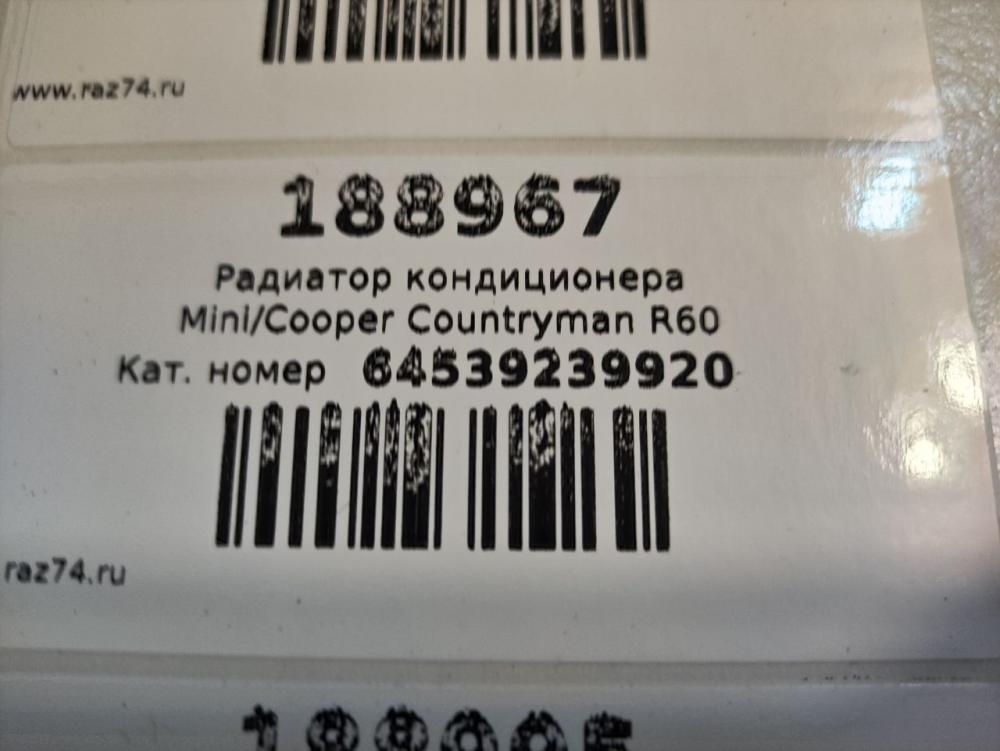 www.raz74.ru
188967
Радиатор кондиционера
Mini/Cooper Countryman R60
Кат. номер 64539239920
raz74.ru